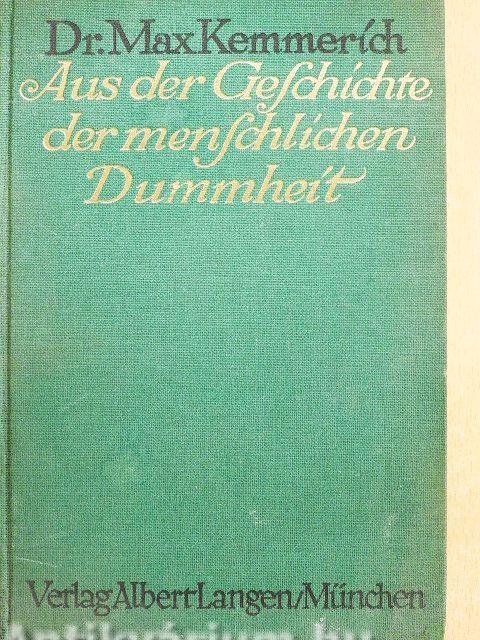 Dr. Max Kemmerich
Aus der Geſchichte
der menſchlichen
Dummheit
Verlag Albert Langen/München